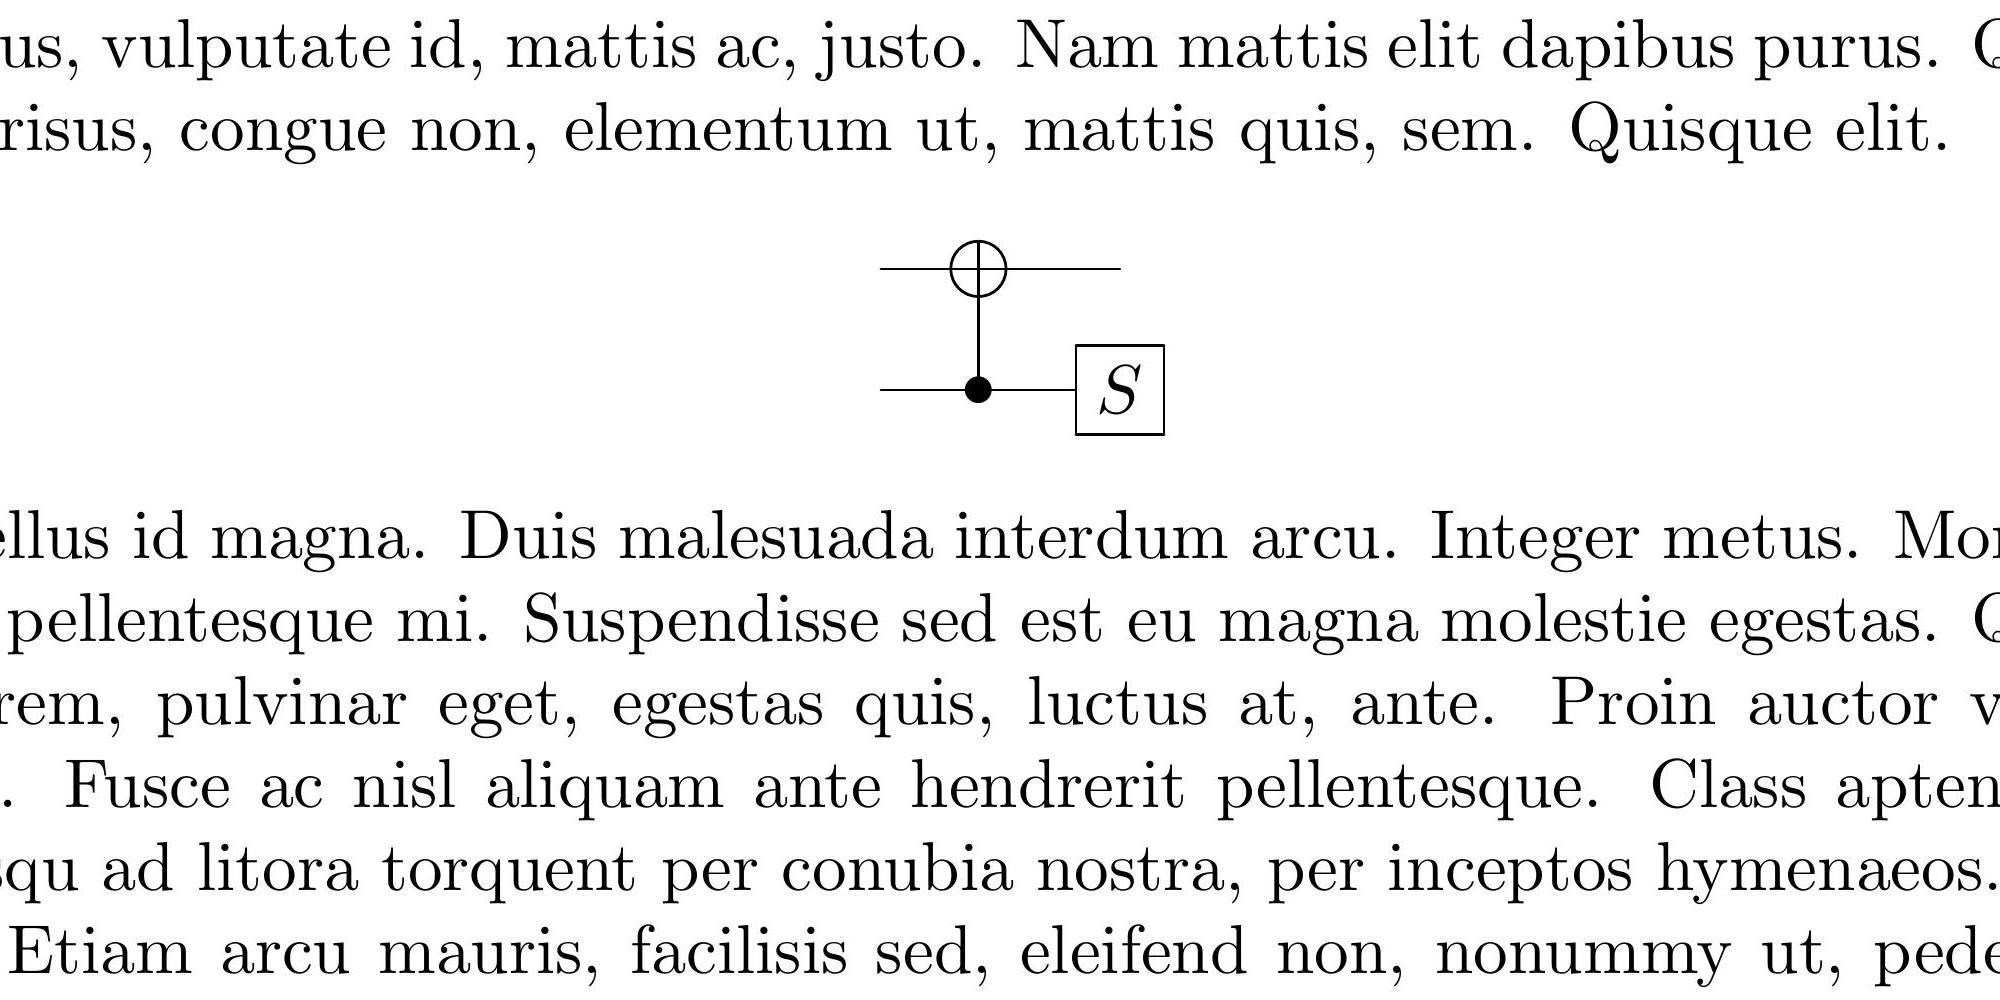 us, vulputate id, mattis ac, justo. Nam mattis elit dapibus purus. Q
risus, congue non, elementum ut, mattis quis, sem. Quisque elit.
S
ellus id magna. Duis malesuada interdum arcu. Integer metus. Mor
pellentesque mi. Suspendisse sed est eu magna molestie egestas. Q
rem, pulvinar eget, egestas quis, luctus at, ante. Proin auctor v
. Fusce ac nisl aliquam ante hendrerit pellentesque. Class apten
squ ad litora torquent per conubia nostra, per inceptos hymenaeos.
Etiam arcu mauris, facilisis sed, eleifend non, nonummy ut, pede